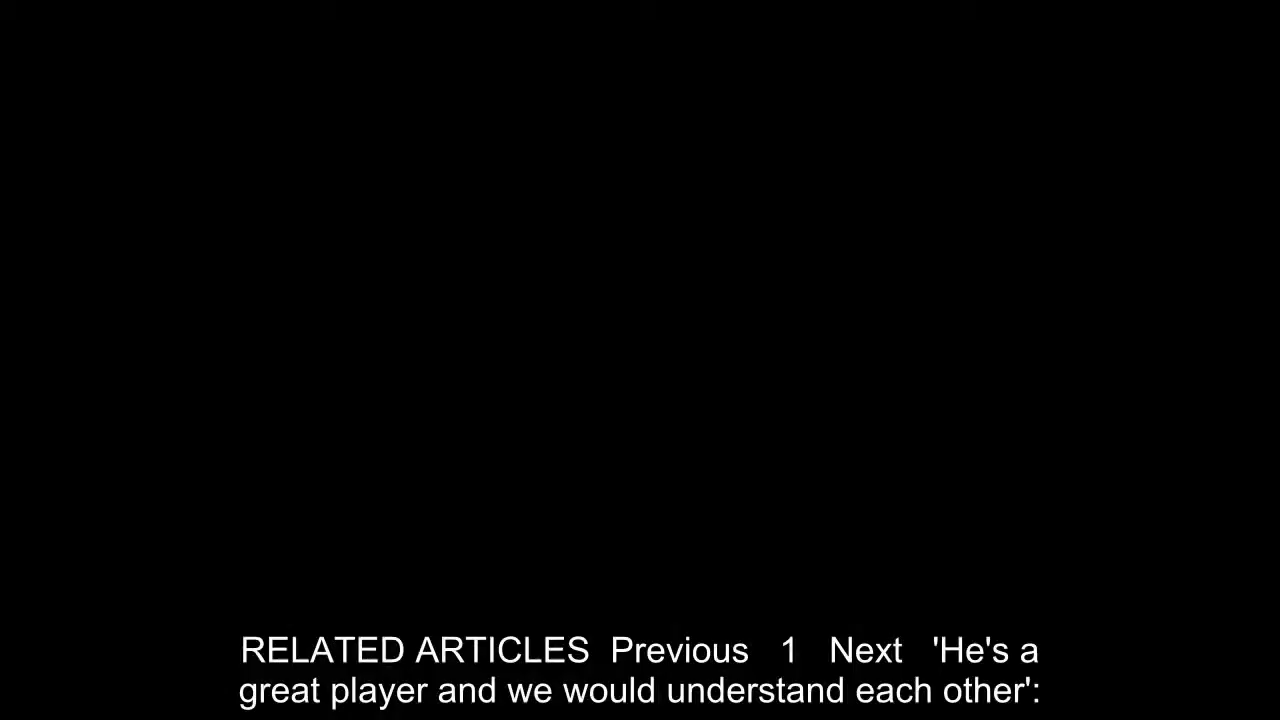 RELATED ARTICLES  Previous   1   Next   'He's a
great player and we would understand each other':